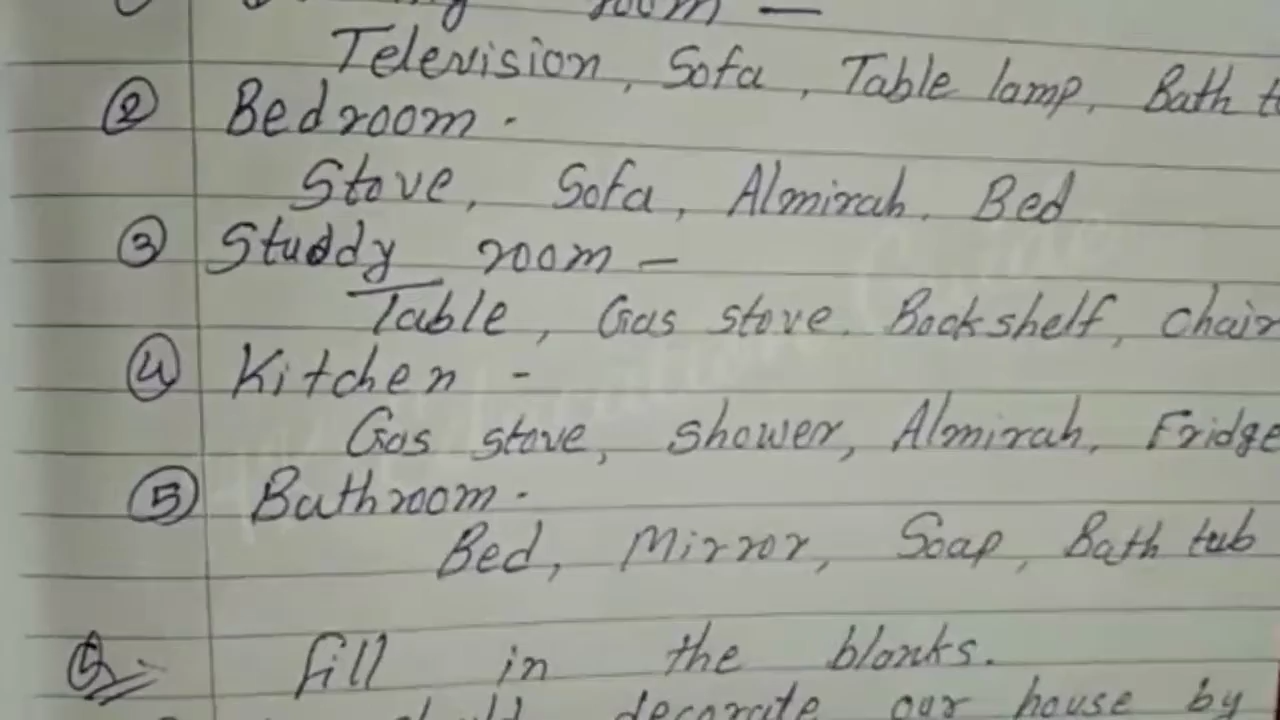 room —
Television, Sofa, Table lamp, Bath
② Bedroom.
Stove, Sofa, Almirah. Bed
③ Studdy room —
Table, Gas stove. Bookshelf, chair
④ Kitchen -
Gas stove, shower, Almirah, Fridge
⑤ Bathroom.
Bed, Mirror, Soap, Bath tub
Q= fill in the blanks.
decorate our house by